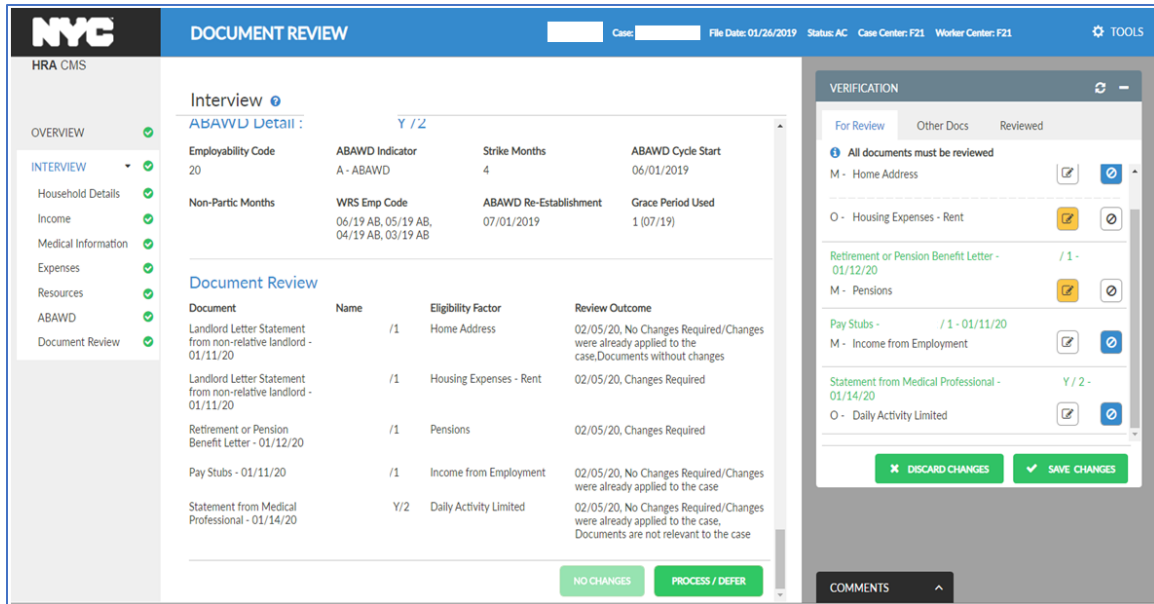 NYC
DOCUMENT REVIEW
Case:
File Date: 01/26/2019 Status: AC Case Center: F21 Worker Center: F21
TOOLS
HRA CMS
OVERVIEW
INTERVIEW
Household Details
Income
Medical Information
Expenses
Resources
ABAWD
Document Review
Interview
ABAWD Detail : Y / 2
Employability Code ABAWD Indicator Strike Months ABAWD Cycle Start
20 A - ABAWD 4 06/01/2019
Non-Partic Months WRS Emp Code ABAWD Re-Establishment Grace Period Used
06/19 AB, 05/19 AB, 07/01/2019 1 (07/19)
04/19 AB, 03/19 AB
Document Review
Document Name Eligibility Factor Review Outcome
Landlord Letter Statement /1 Home Address 02/05/20, No Changes Required/Changes
from non-relative landlord - were already applied to the
01/11/20 case,Documents without changes
Landlord Letter Statement /1 Housing Expenses - Rent 02/05/20, Changes Required
from non-relative landlord -
01/11/20
Retirement or Pension /1 Pensions 02/05/20, Changes Required
Benefit Letter - 01/12/20
Pay Stubs - 01/11/20 /1 Income from Employment 02/05/20, No Changes Required/Changes
were already applied to the case
Statement from Medical Y/2 Daily Activity Limited 02/05/20, No Changes Required/Changes
Professional - 01/14/20 were already applied to the case,
Documents are not relevant to the case
NO CHANGES PROCESS / DEFER
VERIFICATION
For Review Other Docs Reviewed
All documents must be reviewed
M - Home Address
O - Housing Expenses - Rent
Retirement or Pension Benefit Letter - / 1 -
01/12/20
M - Pensions
Pay Stubs - / 1 - 01/11/20
M - Income from Employment
Statement from Medical Professional - Y / 2 -
01/14/20
O - Daily Activity Limited
DISCARD CHANGES SAVE CHANGES
COMMENTS